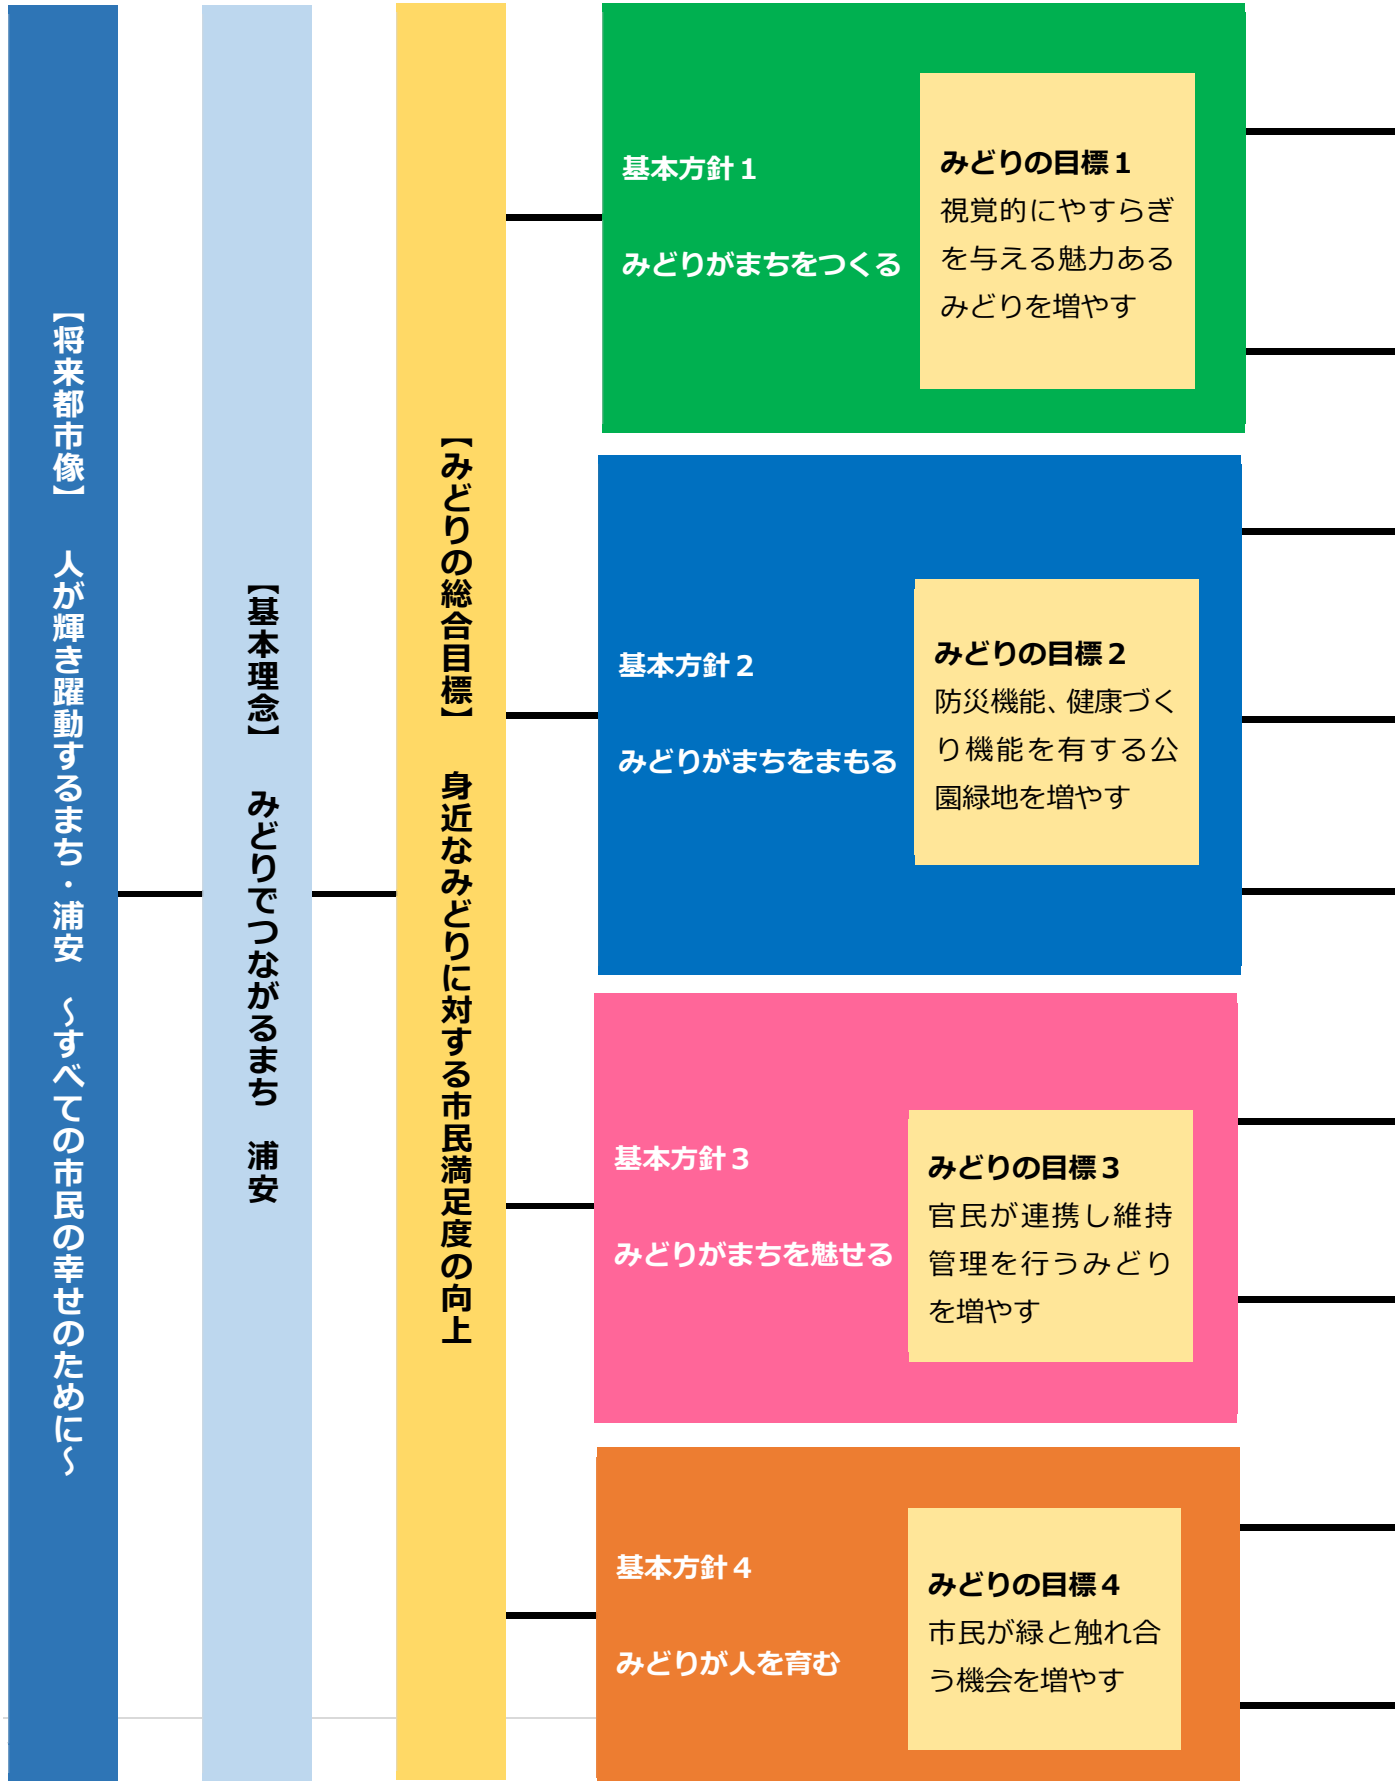 【将来都市像】　人が輝き躍動するまち・浦安　～すべての市民の幸せのために～
【基本理念】　みどりでつながるまち　浦安
【みどりの総合目標】　身近なみどりに対する市民満足度の向上
基本方針１
みどりがまちをつくる
みどりの目標１
視覚的にやすらぎ
を与える魅力ある
みどりを増やす
基本方針２
みどりがまちをまもる
みどりの目標２
防災機能、健康づく
り機能を有する公
園緑地を増やす
基本方針３
みどりがまちを魅せる
みどりの目標３
官民が連携し維持
管理を行うみどり
を増やす
基本方針４
みどりが人を育む
みどりの目標４
市民が緑と触れ合
う機会を増やす